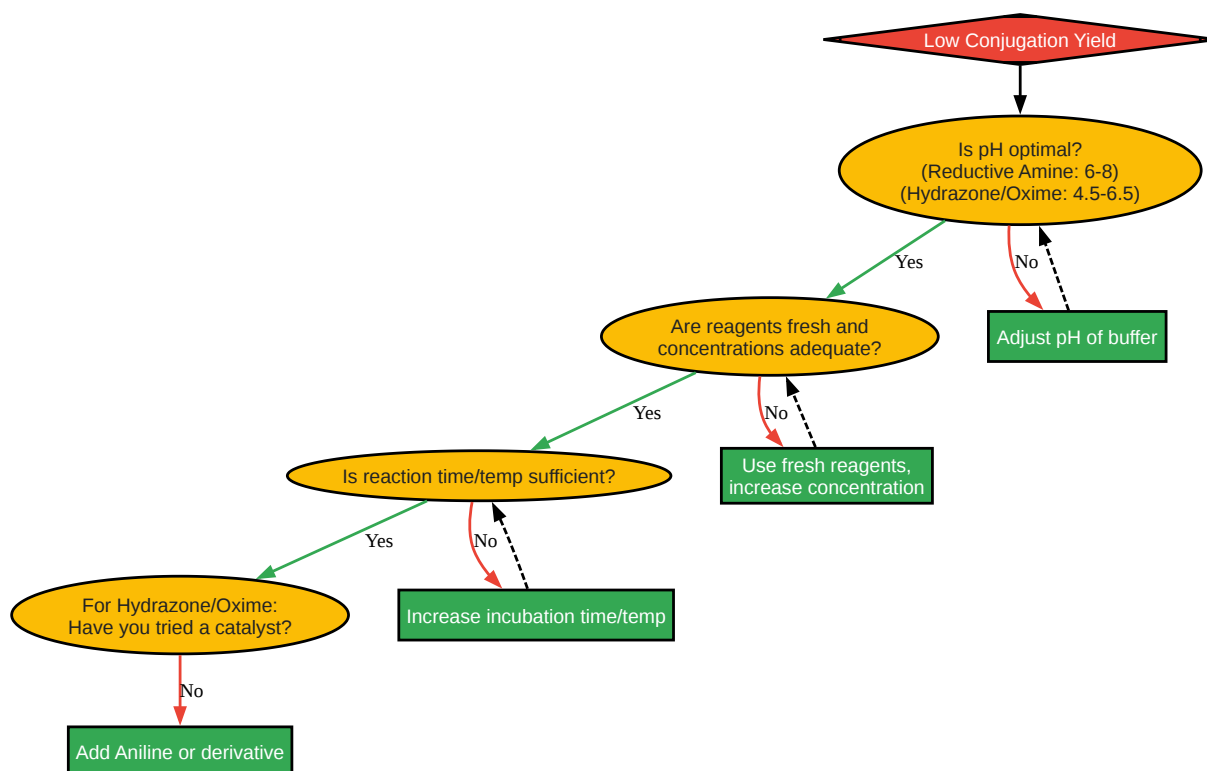 Low Conjugation Yield
Is pH optimal?
(Reductive Amine: 6-8)
(Hydrazone/Oxime: 4.5-6.5)
Yes
No
Adjust pH of buffer
Are reagents fresh and
concentrations adequate?
Yes
No
Use fresh reagents,
increase concentration
Is reaction time/temp sufficient?
Yes
No
Increase incubation time/temp
For Hydrazone/Oxime:
Have you tried a catalyst?
No
Add Aniline or derivative